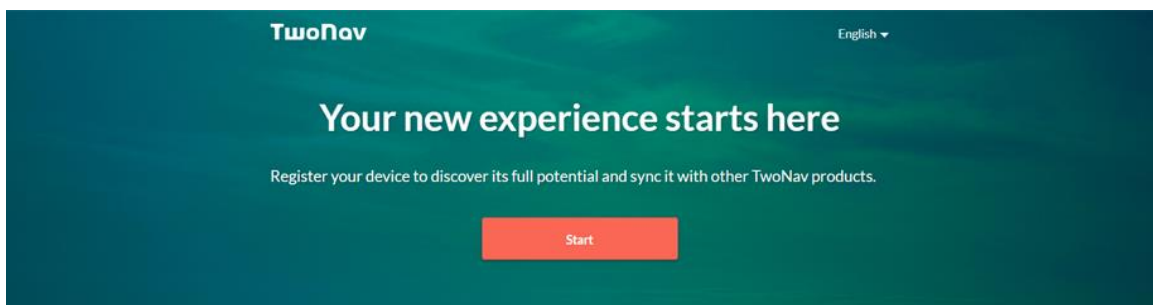 TwoNav
English
Your new experience starts here
Register your device to discover its full potential and sync it with other TwoNav products.
Start